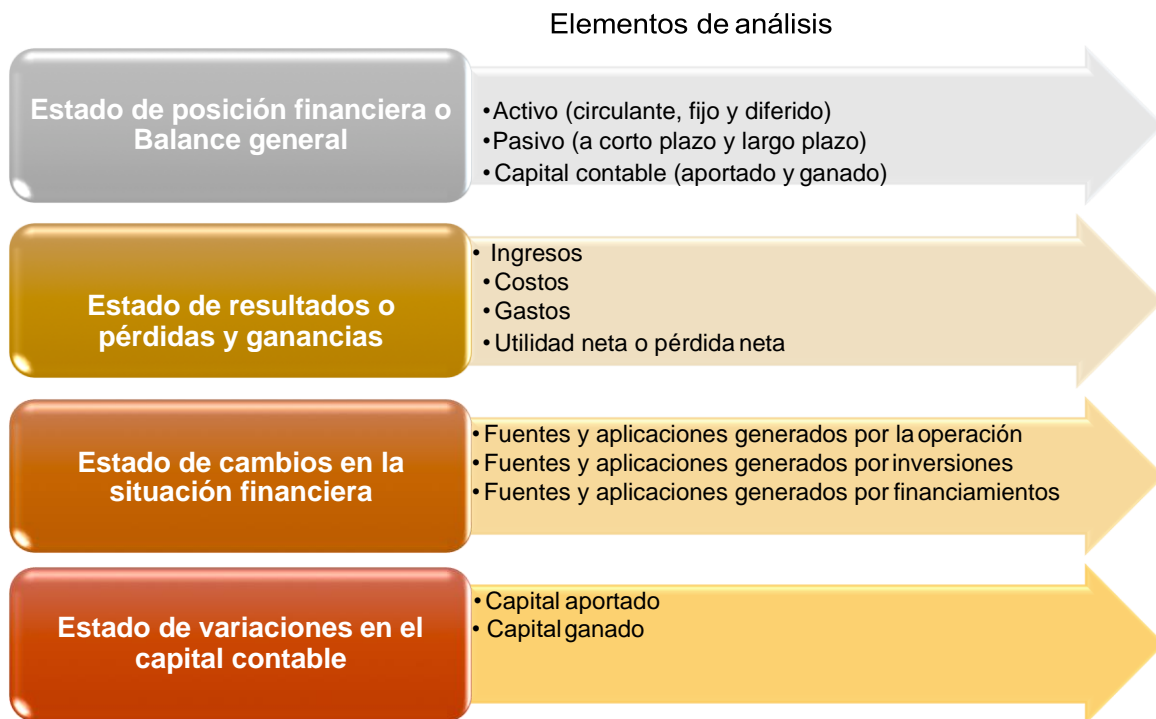 Elementos de análisis
Estado de posición financiera o
Balance general
•Activo (circulante, fijo y diferido)
•Pasivo (a corto plazo y largo plazo)
• Capital contable (aportado y ganado)
Estado de resultados o
pérdidas y ganancias
• Ingresos
• Costos
• Gastos
• Utilidad neta o pérdida neta
Estado de cambios en la
situación financiera
• Fuentes y aplicaciones generados por la operación
• Fuentes y aplicaciones generados por inversiones
• Fuentes y aplicaciones generados por financiamientos
Estado de variaciones en el
capital contable
• Capital aportado
• Capital ganado